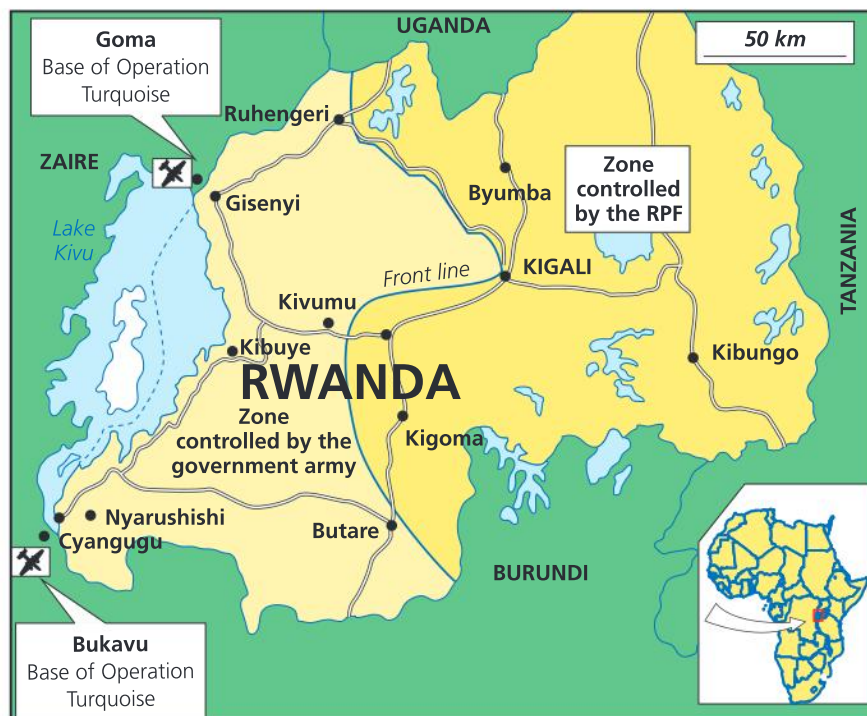 UGANDA
50 km
Goma
Base of Operation
Turquoise
Ruhengeri
ZAIRE
Byumba
Zone
controlled
by the RPF
Gisenyi
Lake
Kivu
TANZANIA
KIGALI
Front line
Kivumu
Kibuye
Kibungo
RWANDA
Zone
controlled by the
government army
Kigoma
Nyarushishi
Cyangugu
Butare
BURUNDI
Bukavu
Base of Operation
Turquoise